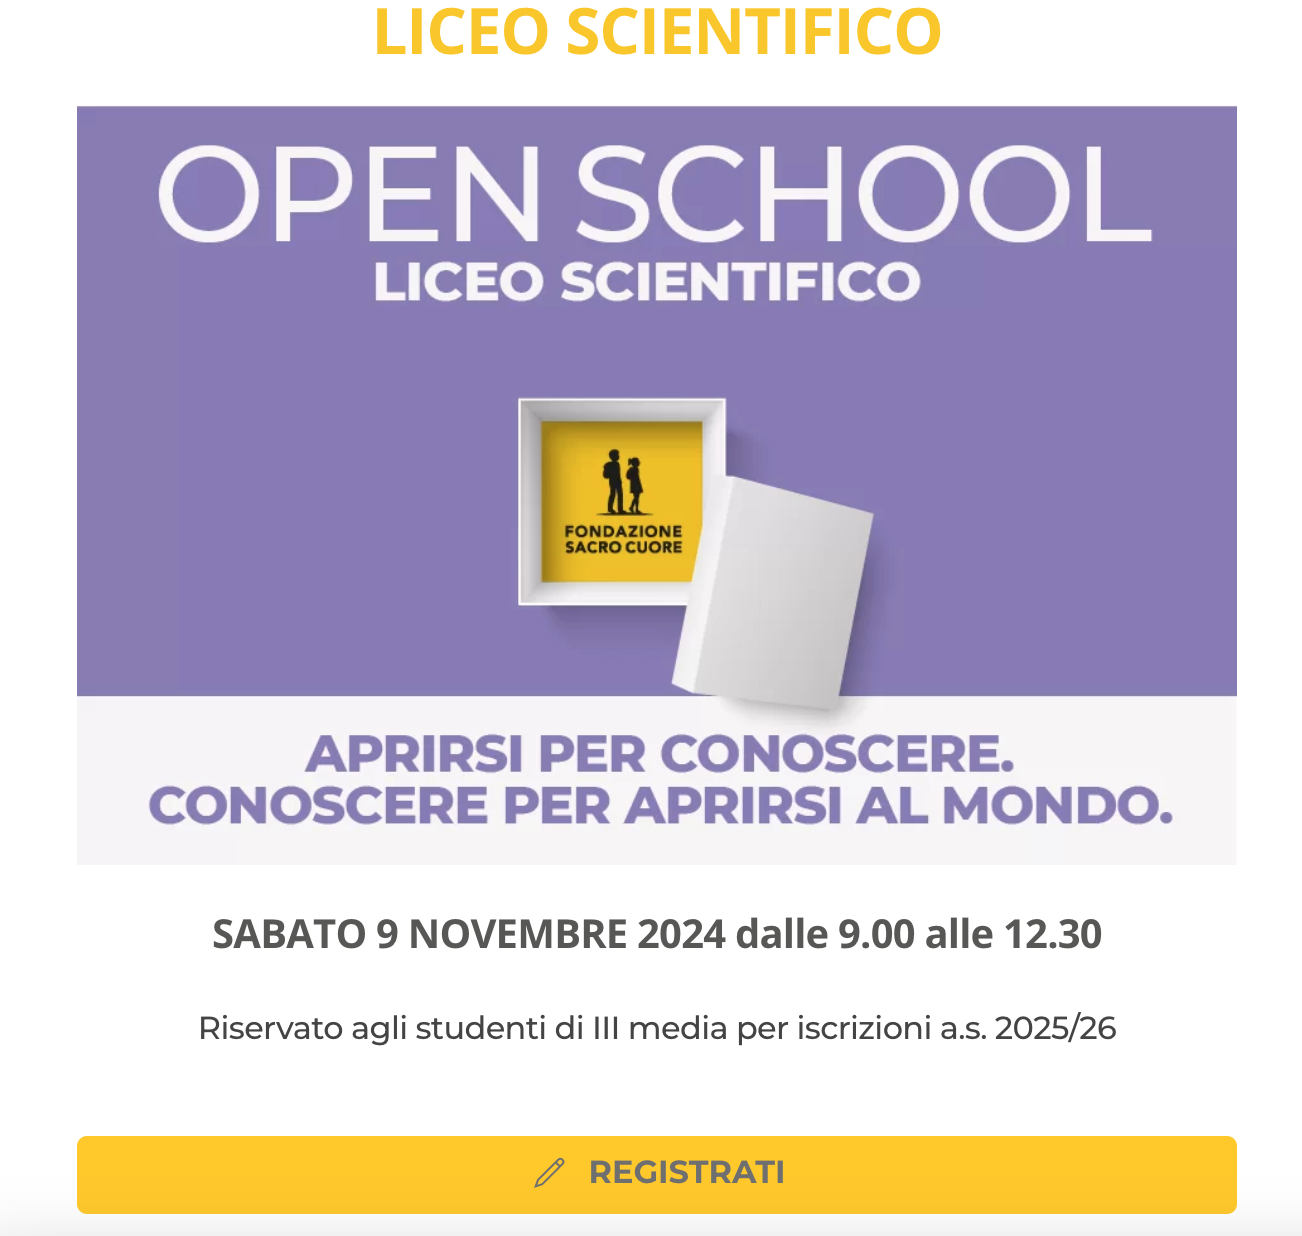 LICEO SCIENTIFICO
OPEN SCHOOL
LICEO SCIENTIFICO
FONDAZIONE
SACRO CUORE
APRIRSI PER CONOSCERE.
CONOSCERE PER APRIRSI AL MONDO.
SABATO 9 NOVEMBRE 2024 dalle 9.00 alle 12.30
Riservato agli studenti di III media per iscrizioni a.s. 2025/26
REGISTRATI